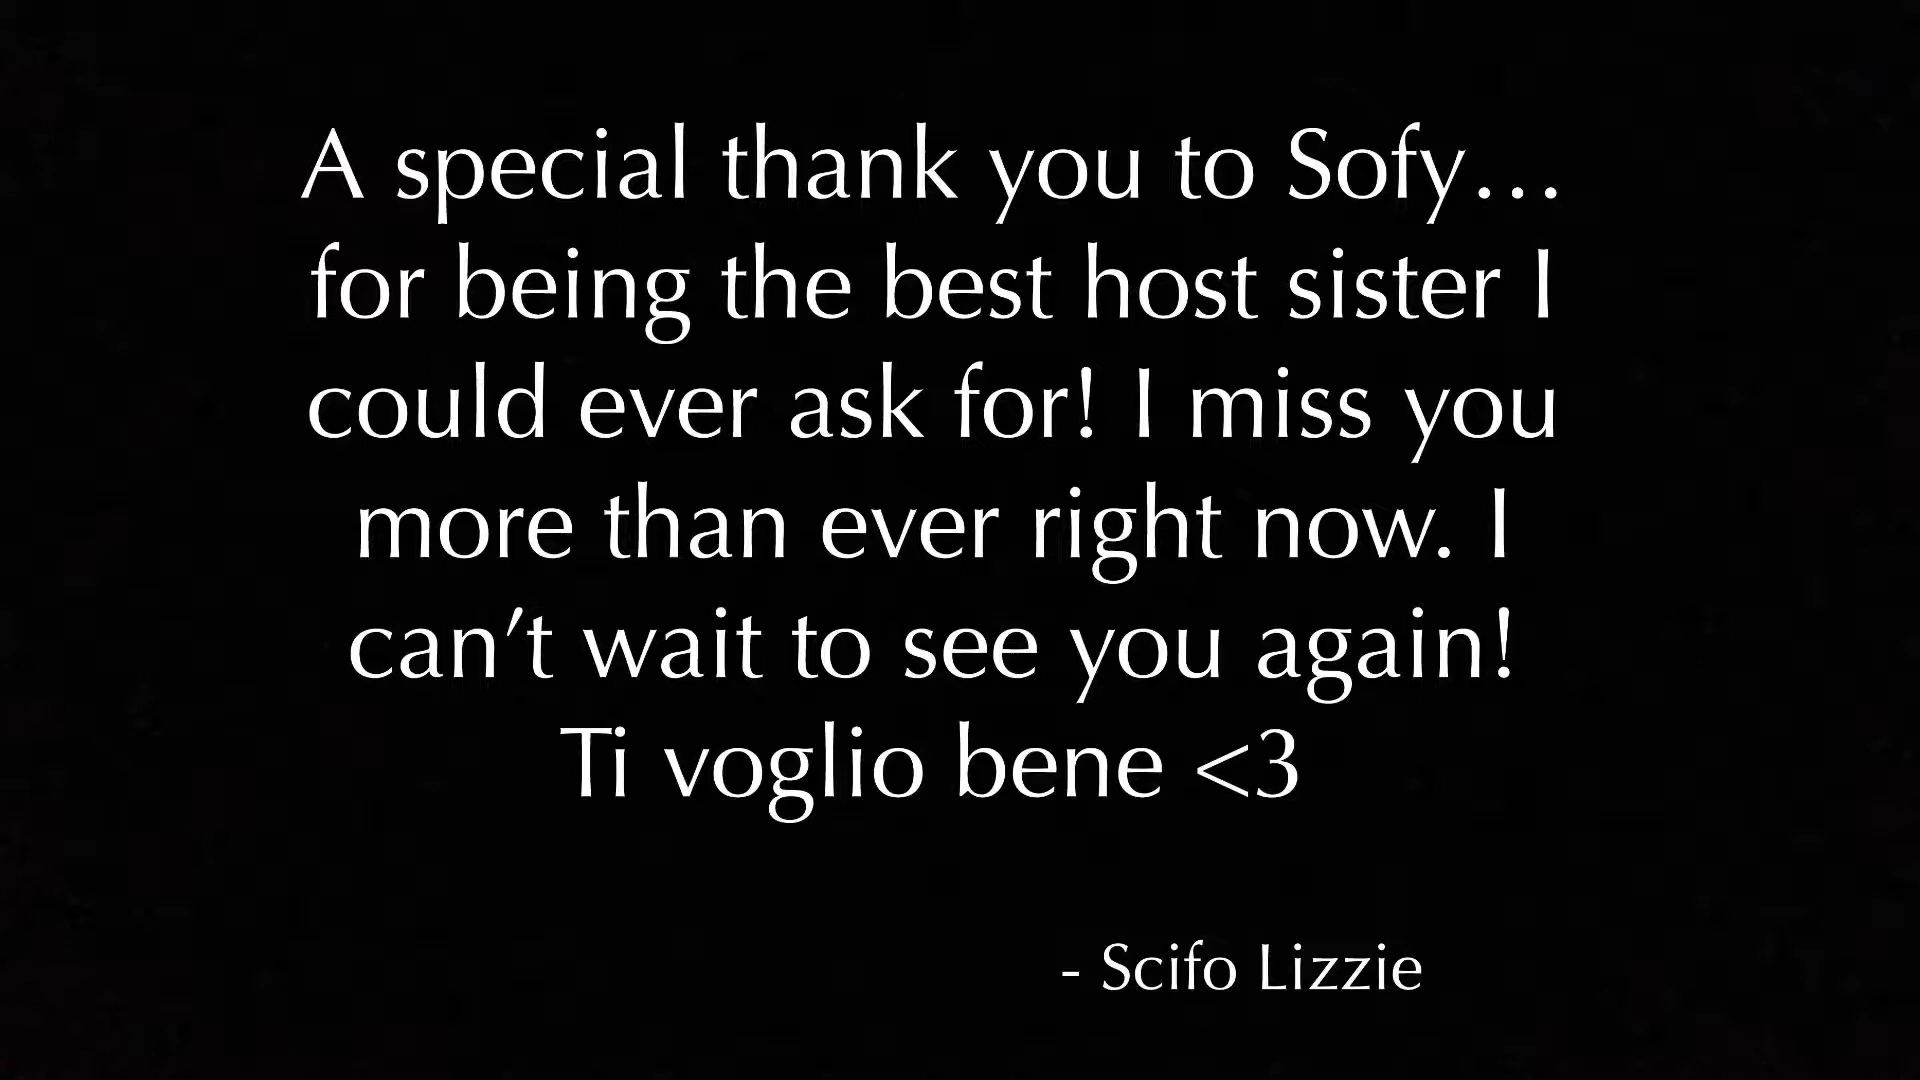 A special thank you to Sofy…
for being the best host sister I
could ever ask for! I miss you
more than ever right now. I
can’t wait to see you again!
Ti voglio bene <3
- Scifo Lizzie